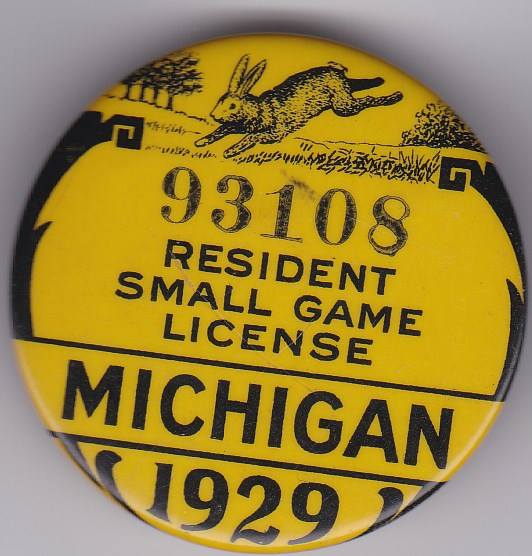 93108
RESIDENT
SMALL GAME
LICENSE
MICHIGAN
1929